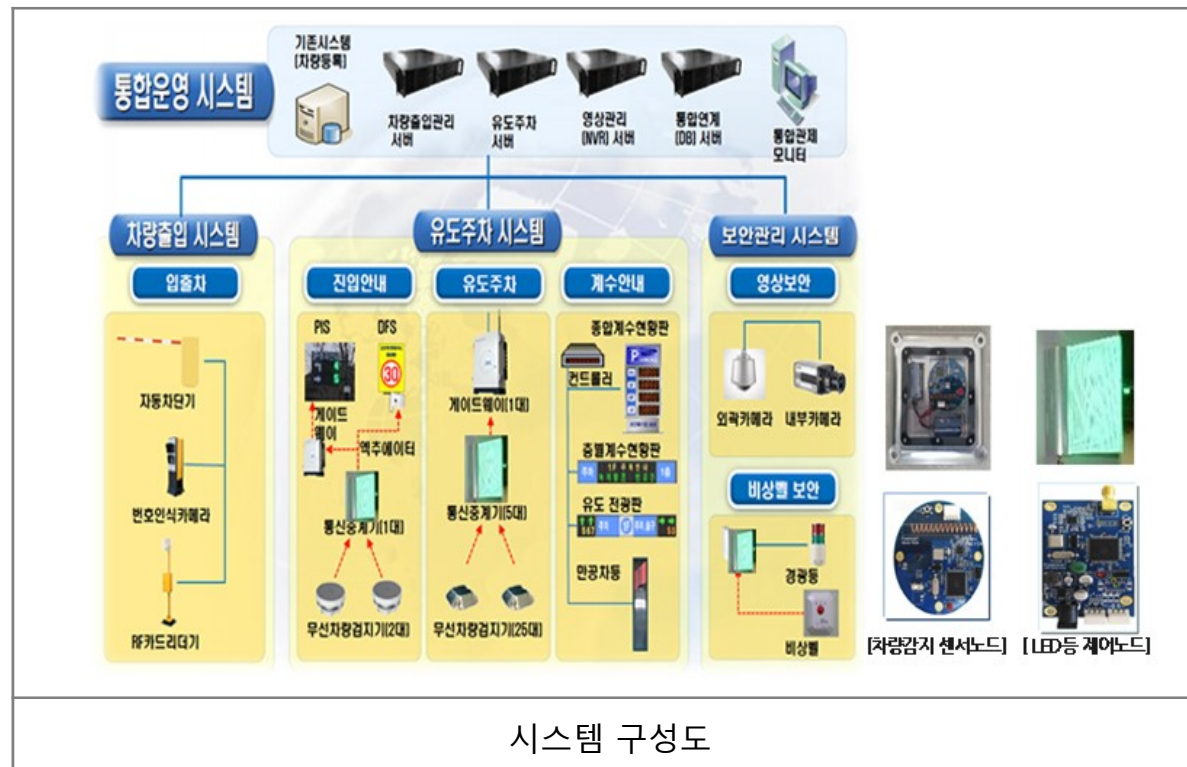 통합운영 시스템
기존시스템
[차량등록]
차량출입관리
서버
유도주차
서버
영상관리
[NVR] 서버
통합연계
[DB] 서버
통합관제
모니터
차량출입 시스템
입출차
자동차단기
번호인식카메라
RF카드리더기
유도주차 시스템
진입안내
PIS
DFS
30
게이트
웨이
액추에이터
통신중계기[1대]
무선차량검지기[2대]
유도주차
게이트웨이[1대]
통신중계기[5대]
무선차량검지기[25대]
계수안내
종합계수현황판
컨트롤러
P
층별계수현황판
주차
1층
유도 전광판
주차
1F
만공차등
보안관리 시스템
영상보안
외곽카메라
내부카메라
비상벨 보안
경광등
비상벨
[차량감지 센서노드]
[LED등 제어노드]
시스템 구성도